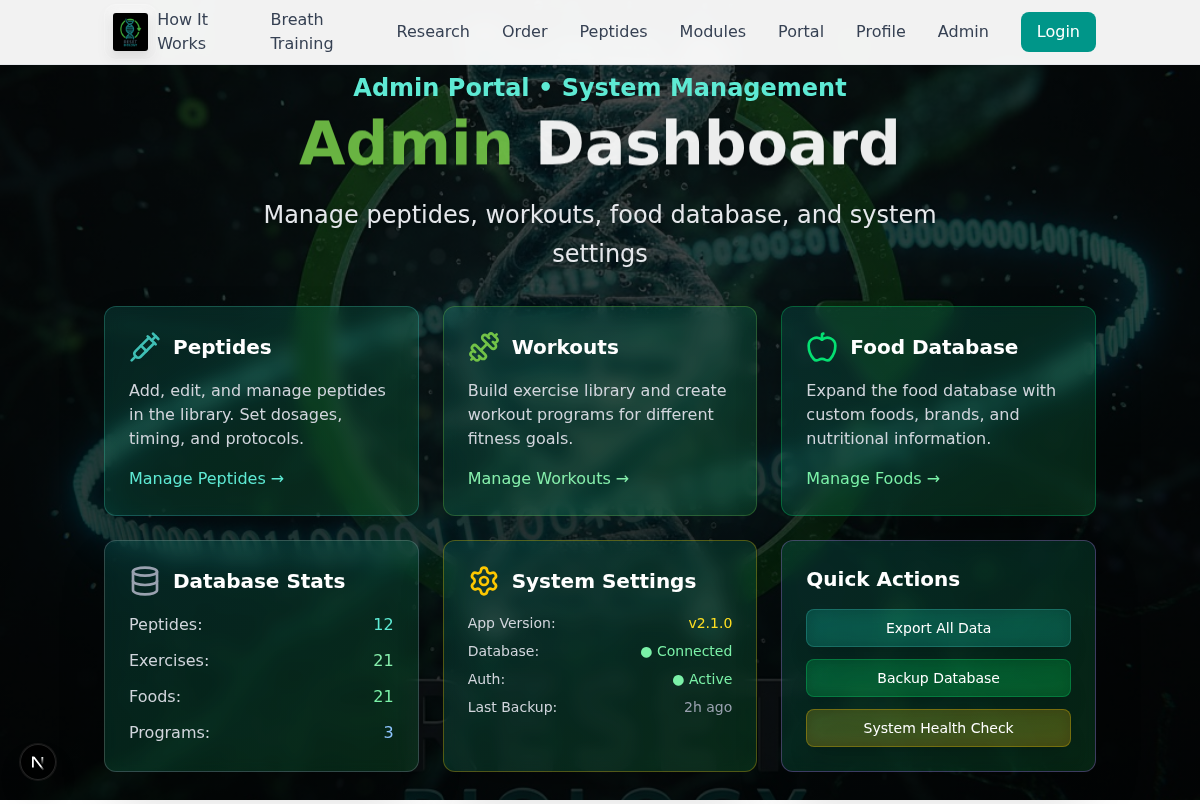 How It
Works
Breath
Training
Research
Order
Peptides
Modules
Portal
Profile
Admin
Login
Admin Portal • System Management
Admin Dashboard
Manage peptides, workouts, food database, and system
settings
Peptides
Add, edit, and manage peptides
in the library. Set dosages,
timing, and protocols.
Manage Peptides →
Workouts
Build exercise library and create
workout programs for different
fitness goals.
Manage Workouts →
Food Database
Expand the food database with
custom foods, brands, and
nutritional information.
Manage Foods →
Database Stats
Peptides: 12
Exercises: 21
Foods: 21
Programs: 3
System Settings
App Version: v2.1.0
Database: ● Connected
Auth: ● Active
Last Backup: 2h ago
Quick Actions
Export All Data
Backup Database
System Health Check
N
BIOLOGY